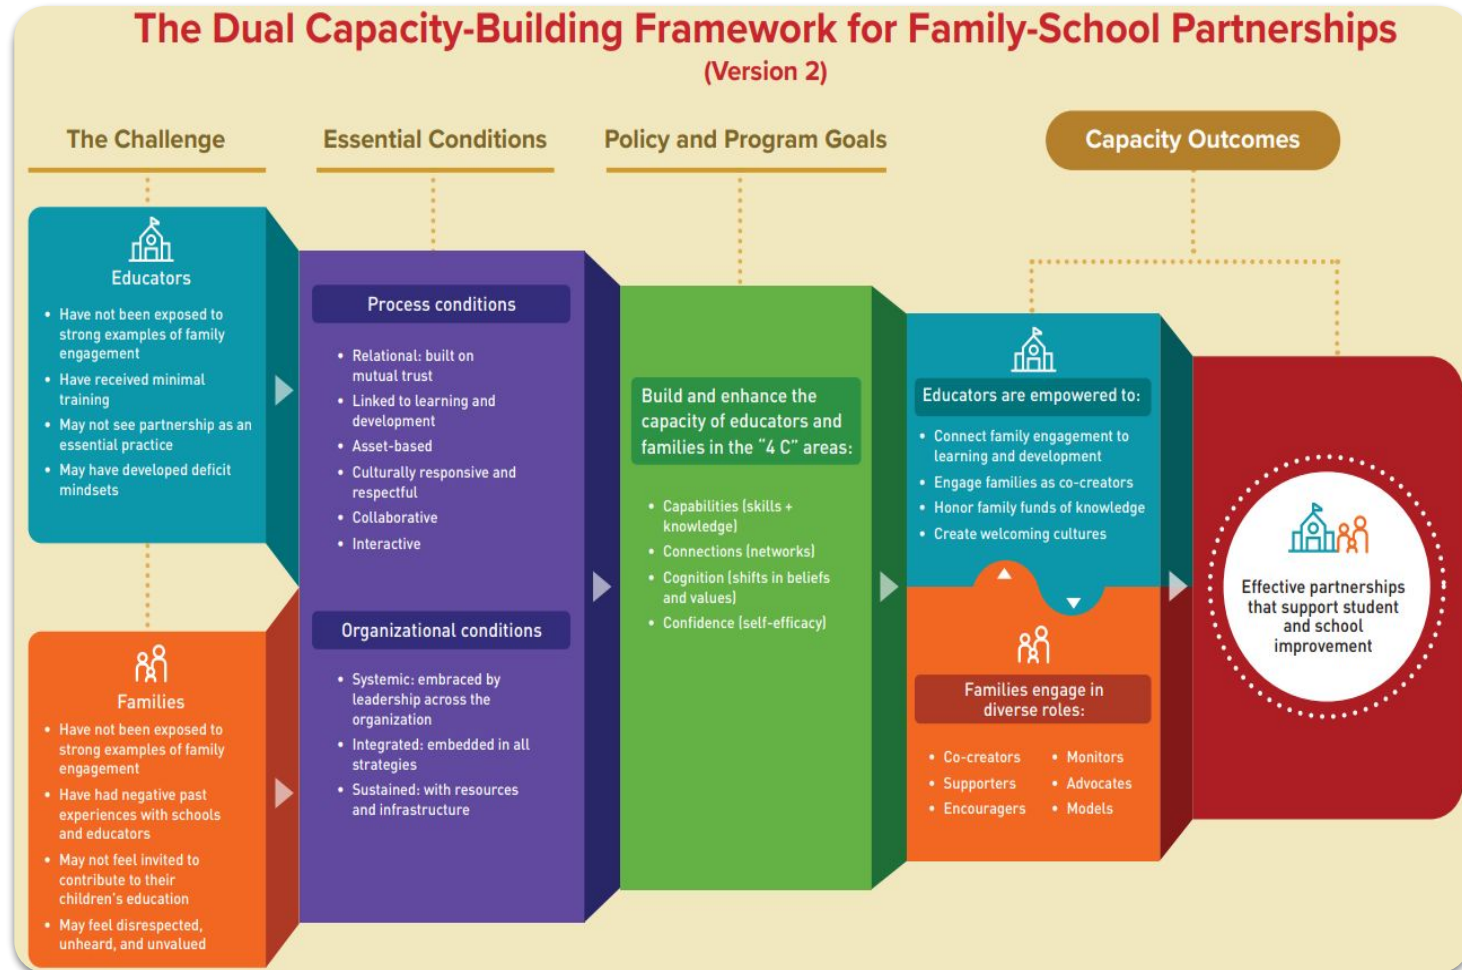 The Dual Capacity-Building Framework for Family-School Partnerships
(Version 2)
The Challenge
Essential Conditions
Policy and Program Goals
Capacity Outcomes
Educators
• Have not been exposed to
strong examples of family
engagement
• Have received minimal
training
• May not see partnership as an
essential practice
• May have developed deficit
mindsets
Families
• Have not been exposed to
strong examples of family
engagement
• Have had negative past
experiences with schools
and educators
• May not feel invited to
contribute to their
children's education
• May feel disrespected,
unheard, and unvalued
Process conditions
• Relational: built on
mutual trust
• Linked to learning and
development
• Asset-based
• Culturally responsive and
respectful
• Collaborative
• Interactive
Organizational conditions
• Systemic: embraced by
leadership across the
organization
• Integrated: embedded in all
strategies
• Sustained: with resources
and infrastructure
Build and enhance the
capacity of educators and
families in the "4 C" areas:
• Capabilities (skills +
knowledge)
• Connections (networks)
• Cognition (shifts in beliefs
and values)
• Confidence (self-efficacy)
Educators are empowered to:
• Connect family engagement to
learning and development
• Engage families as co-creators
• Honor family funds of knowledge
• Create welcoming cultures
Families engage in
diverse roles:
• Co-creators
• Supporters
• Encouragers
• Monitors
• Advocates
• Models
Effective partnerships
that support student
and school
improvement